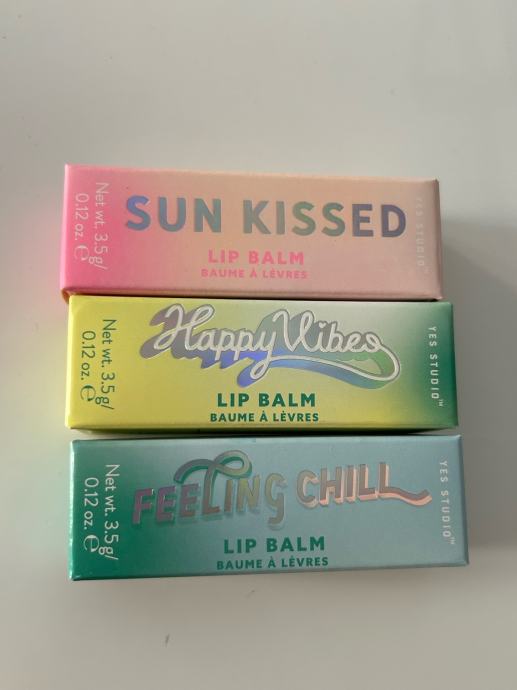 Net wt. 3.5g/
0.12 oz. ℮
SUN KISSED
LIP BALM
BAUME À LÈVRES
YES STUDIO™
Net wt. 3.5g/
0.12 oz. ℮
Happy Vibes
LIP BALM
BAUME À LÈVRES
YES STUDIO™
Net wt. 3.5g/
0.12 oz. ℮
FEELING CHILL
LIP BALM
BAUME À LÈVRES
YES STUDIO™